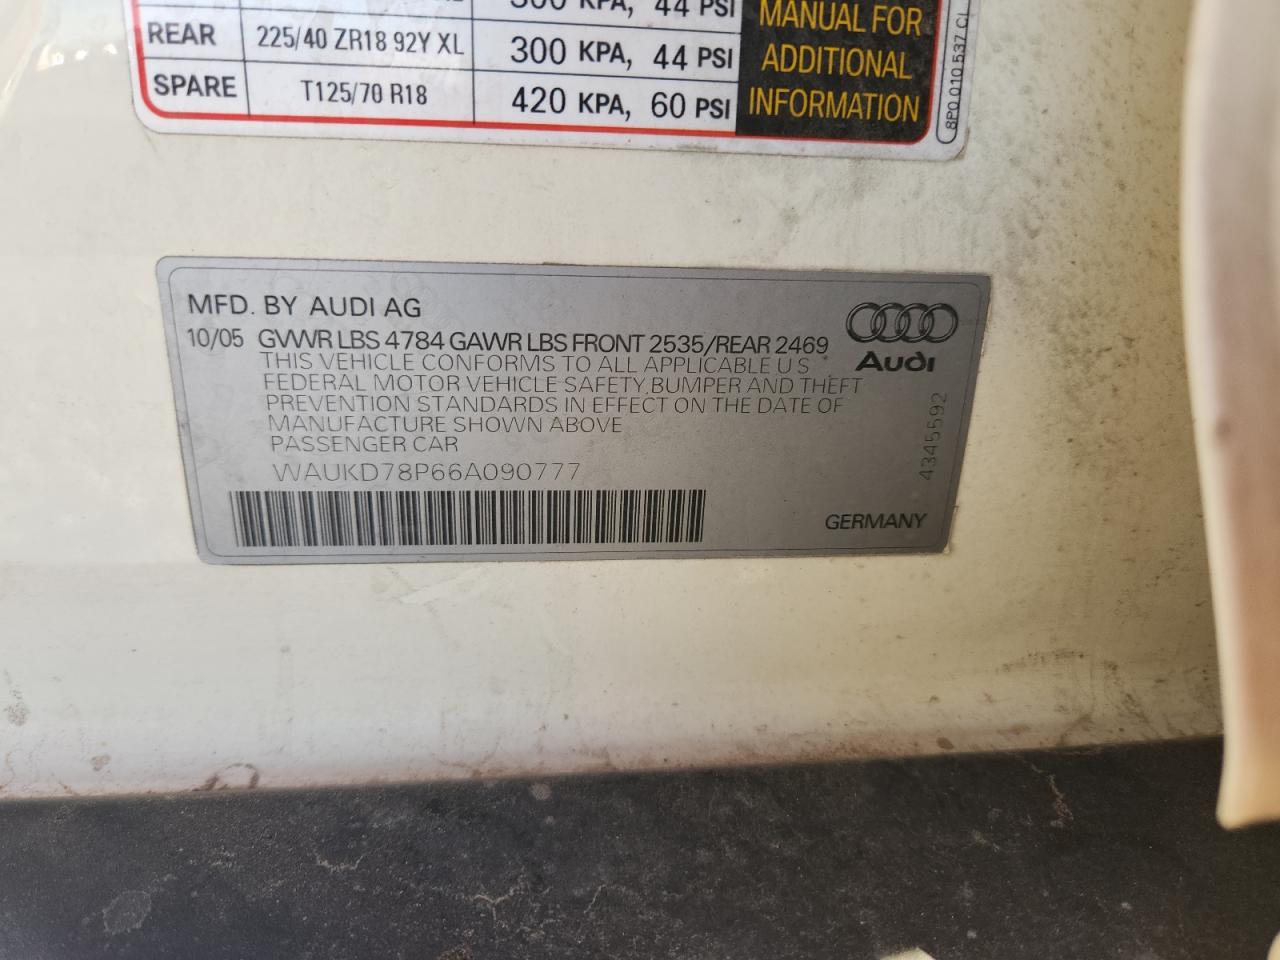 300 KPA, 44 PSI
MANUAL FOR
REAR 225/40 ZR18 92Y XL 300 KPA, 44 PSI ADDITIONAL
SPARE T125/70 R18 420 KPA, 60 PSI INFORMATION
8P0 010 537 CL
MFD. BY AUDI AG
10/05 GVWR LBS 4784 GAWR LBS FRONT 2535/REAR 2469
Audi
THIS VEHICLE CONFORMS TO ALL APPLICABLE U S
FEDERAL MOTOR VEHICLE SAFETY, BUMPER AND THEFT
PREVENTION STANDARDS IN EFFECT ON THE DATE OF
MANUFACTURE SHOWN ABOVE
PASSENGER CAR
WAUKD78P66A090777
4345592
GERMANY